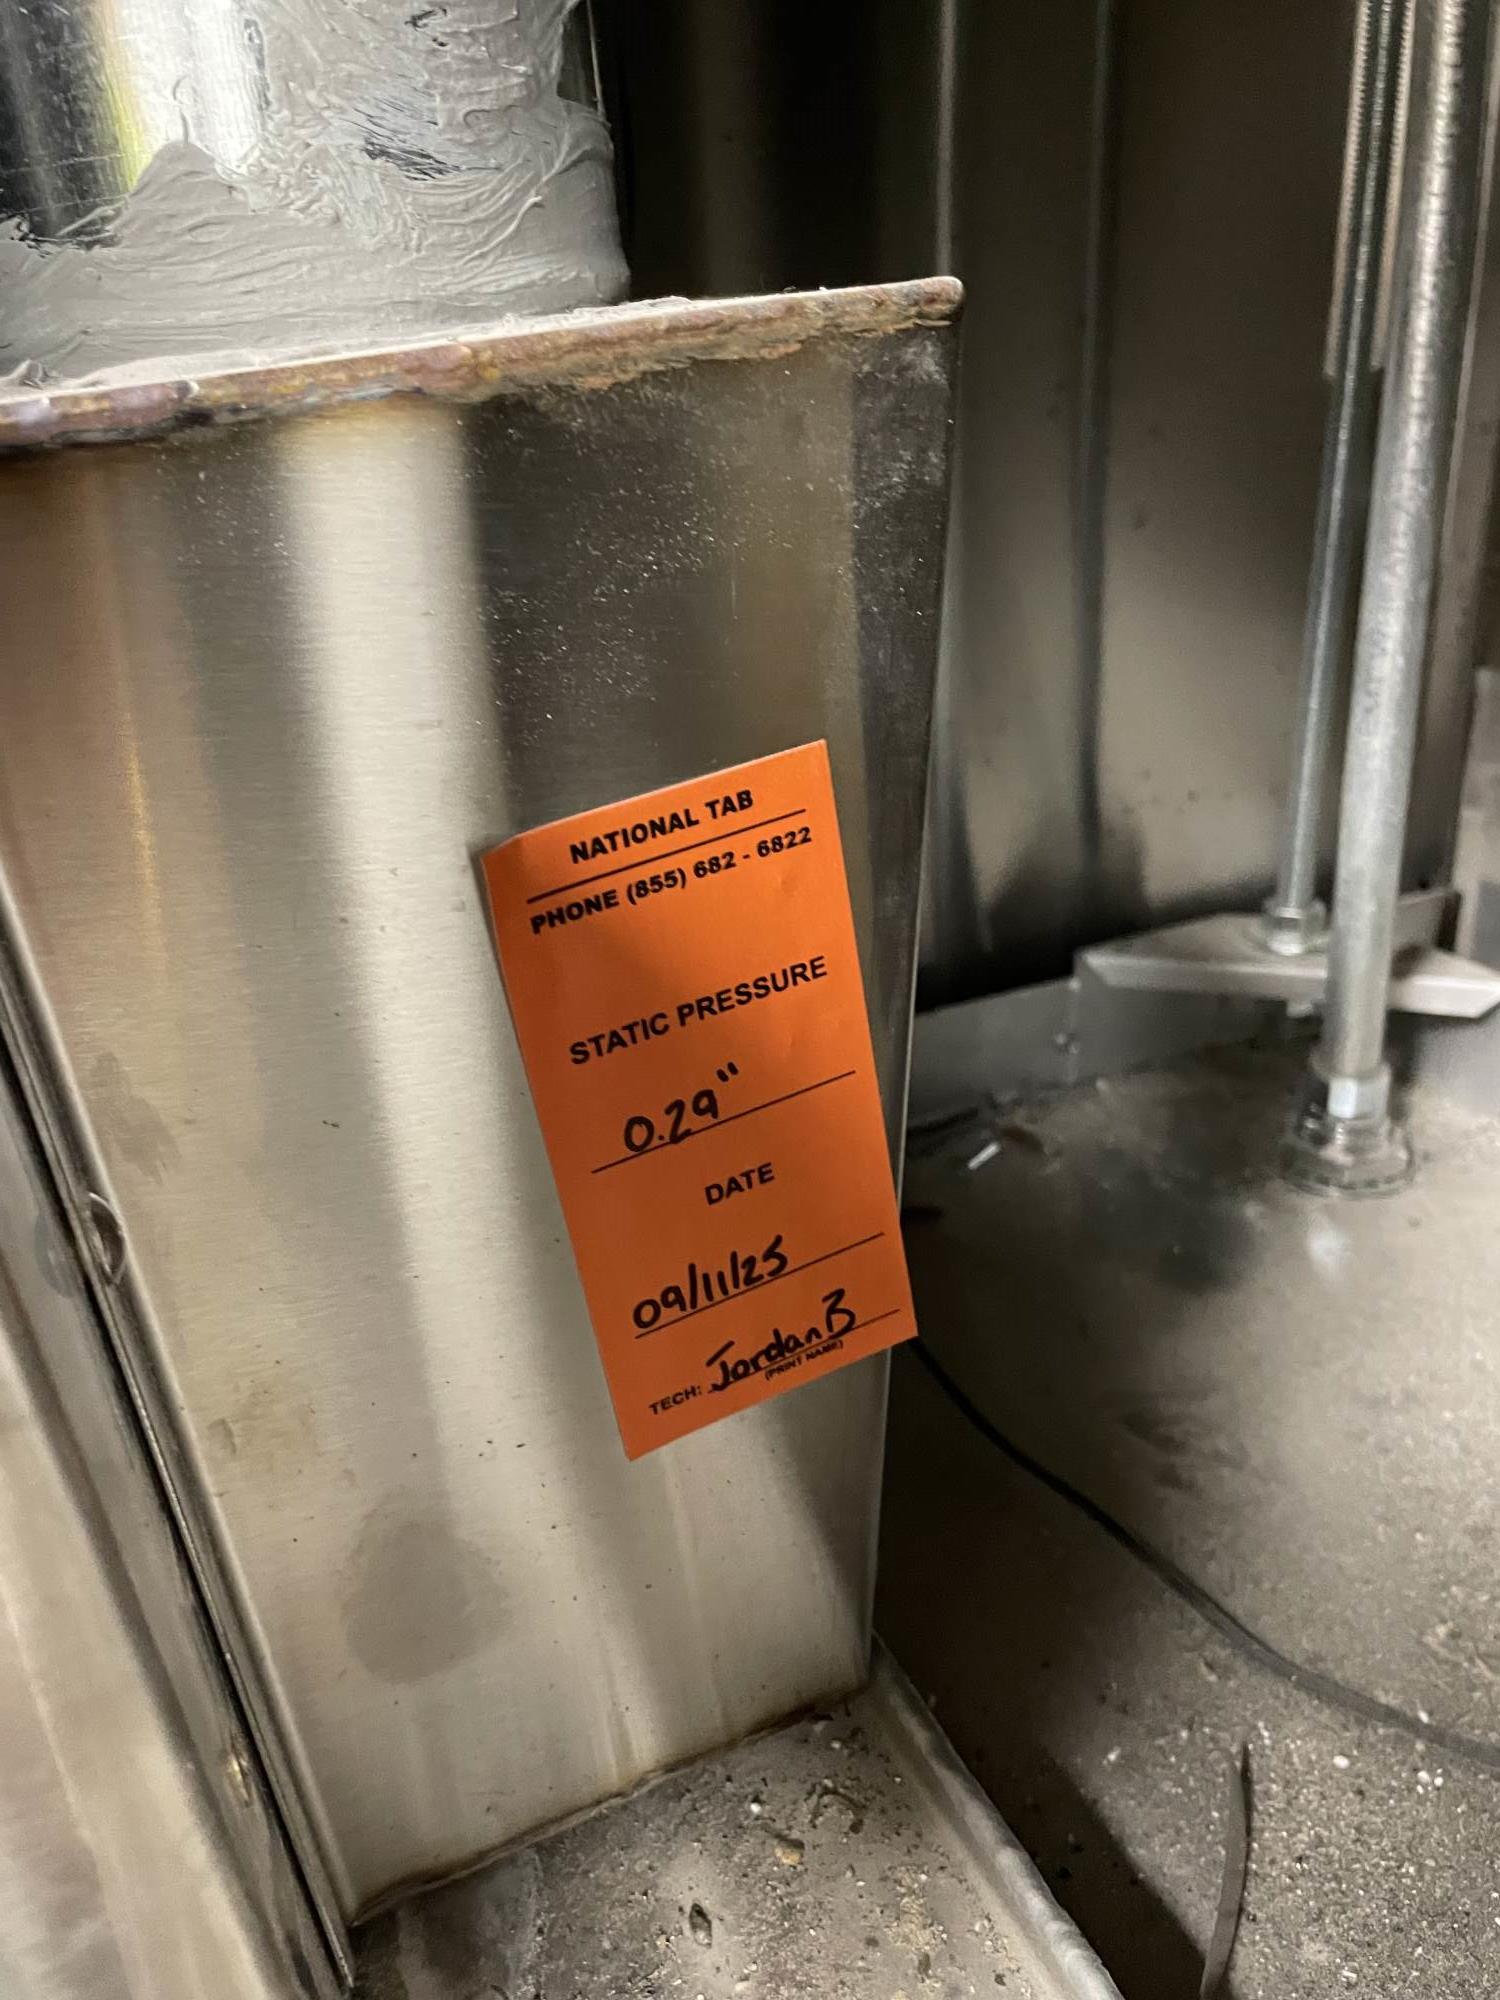 NATIONAL TAB
PHONE (855) 682 - 6822
STATIC PRESSURE
0.29"
DATE
09/11/25
TECH: Jordan B
(PRINT NAME)